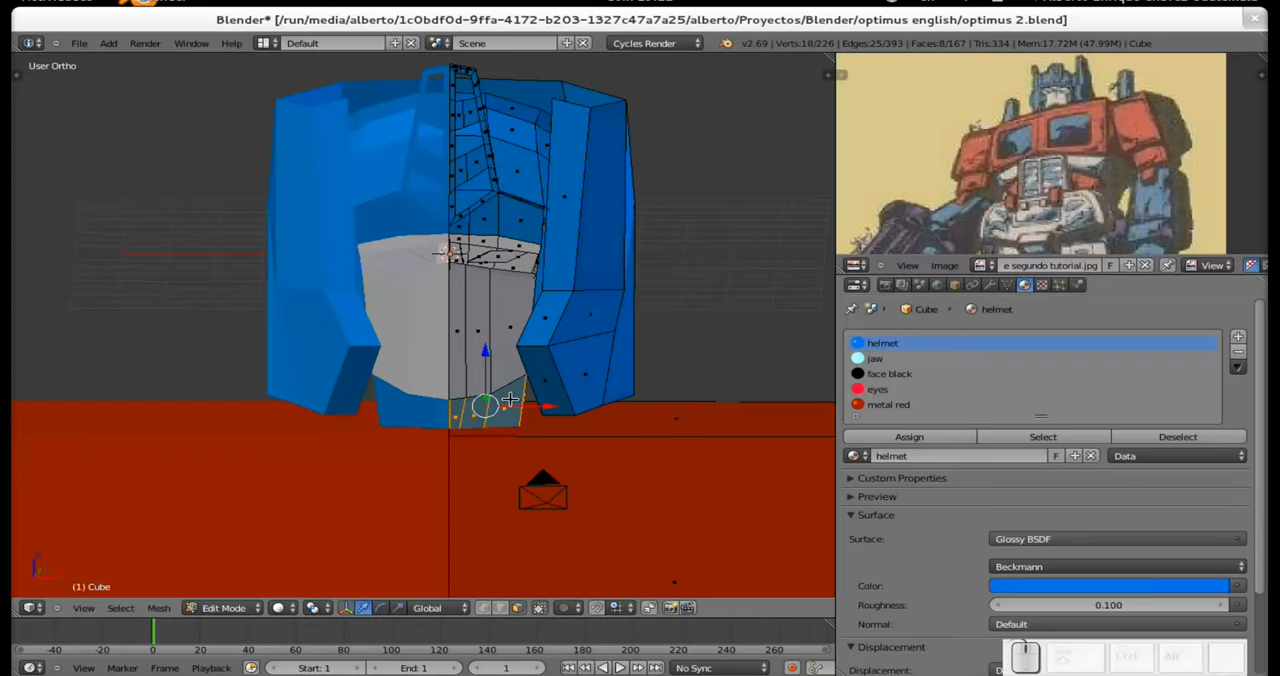 Blender* [/run/media/alberto/1c0bdf0d-9ffa-4172-b203-1327c47a7a25/alberto/Proyectos/Blender/optimus english/optimus 2.blend]
File Add Render Window Help Default Scene Cycles Render v2.69 | Verts:18/226 | Edges:25/393 | Faces:8/167 | Tris:334 | Mem:17.72M (47.99M) | Cube
User Ortho
View Image e segundo tutorial.jpg F View
Cube helmet
helmet
jaw
face black
eyes
metal red
Assign Select Deselect
helmet F Data
Custom Properties
Preview
Surface
Surface: Glossy BSDF
Beckmann
Color:
Roughness: 0.100
Normal: Default
Displacement
Displacement:
(1) Cube
View Select Mesh Edit Mode Global
-40 -20 0 20 40 60 80 100 120 140 160 180 200 220 240 260
View Marker Frame Playback Start: 1 End: 1 1 No Sync
Ctrl Alt